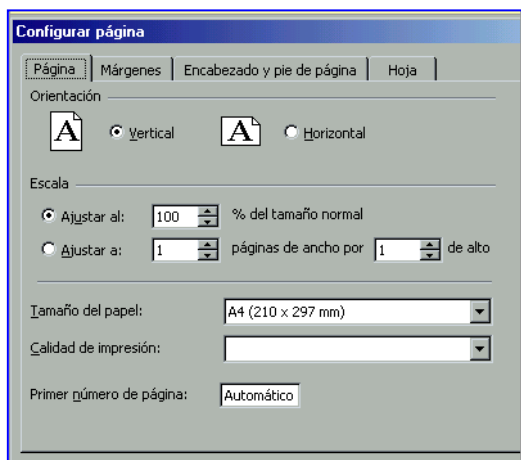 Configurar página
Página Márgenes Encabezado y pie de página Hoja
Orientación
A Vertical A Horizontal
Escala
Ajustar al: 100 % del tamaño normal
Ajustar a: 1 páginas de ancho por 1 de alto
Tamaño del papel: A4 (210 x 297 mm)
Calidad de impresión:
Primer número de página: Automático